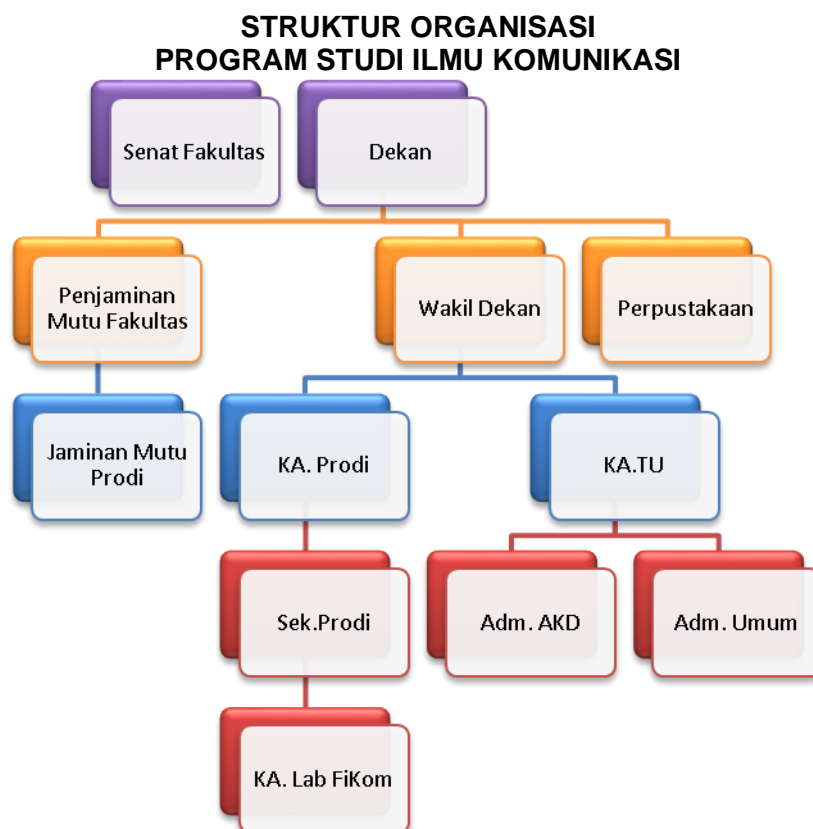 STRUKTUR ORGANISASI
PROGRAM STUDI ILMU KOMUNIKASI
Senat Fakultas
Dekan
Penjaminan
Mutu Fakultas
Wakil Dekan
Perpustakaan
Jaminan Mutu
Prodi
KA. Prodi
KA.TU
Sek.Prodi
Adm. AKD
Adm. Umum
KA. Lab FiKom